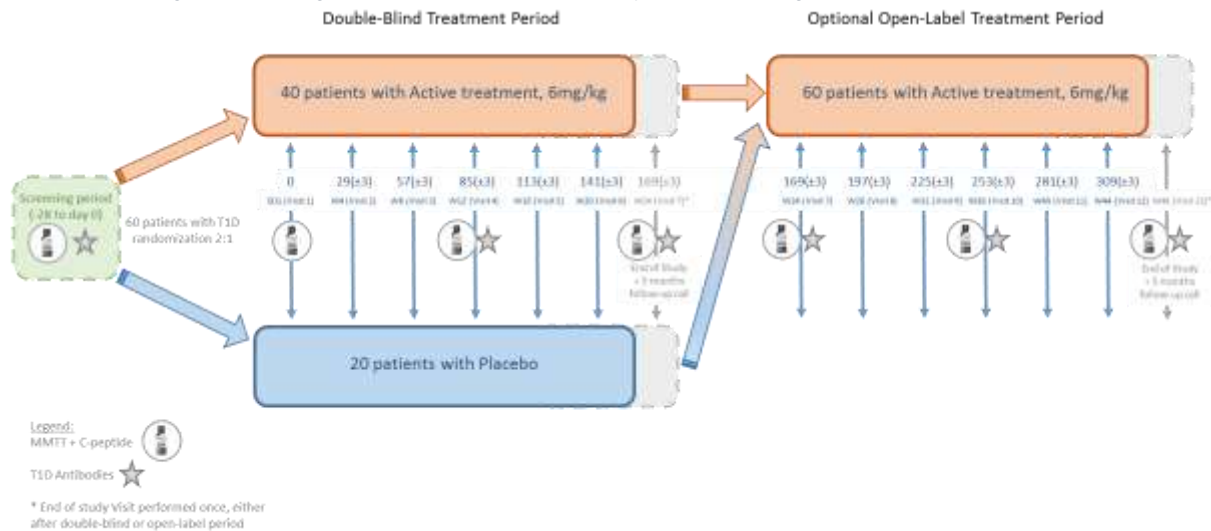 Double-Blind Treatment Period
Optional Open-Label Treatment Period
40 patients with Active treatment, 6mg/kg
60 patients with Active treatment, 6mg/kg
0
29(±3)
57(±3)
85(±3)
113(±3)
141(±3)
169(±3)
169(±3)
197(±3)
225(±3)
253(±3)
281(±3)
309(±3)
Screening period
(-28 to day 0)
60 patients with T1D
randomization 2:1
End of Study
+ 3 months
follow-up call
End of Study
+ 3 months
follow-up call
20 patients with Placebo
Legend:
MMTT + C-peptide
T1D Antibodies
* End of study Visit performed once, either
after double-blind or open-label period